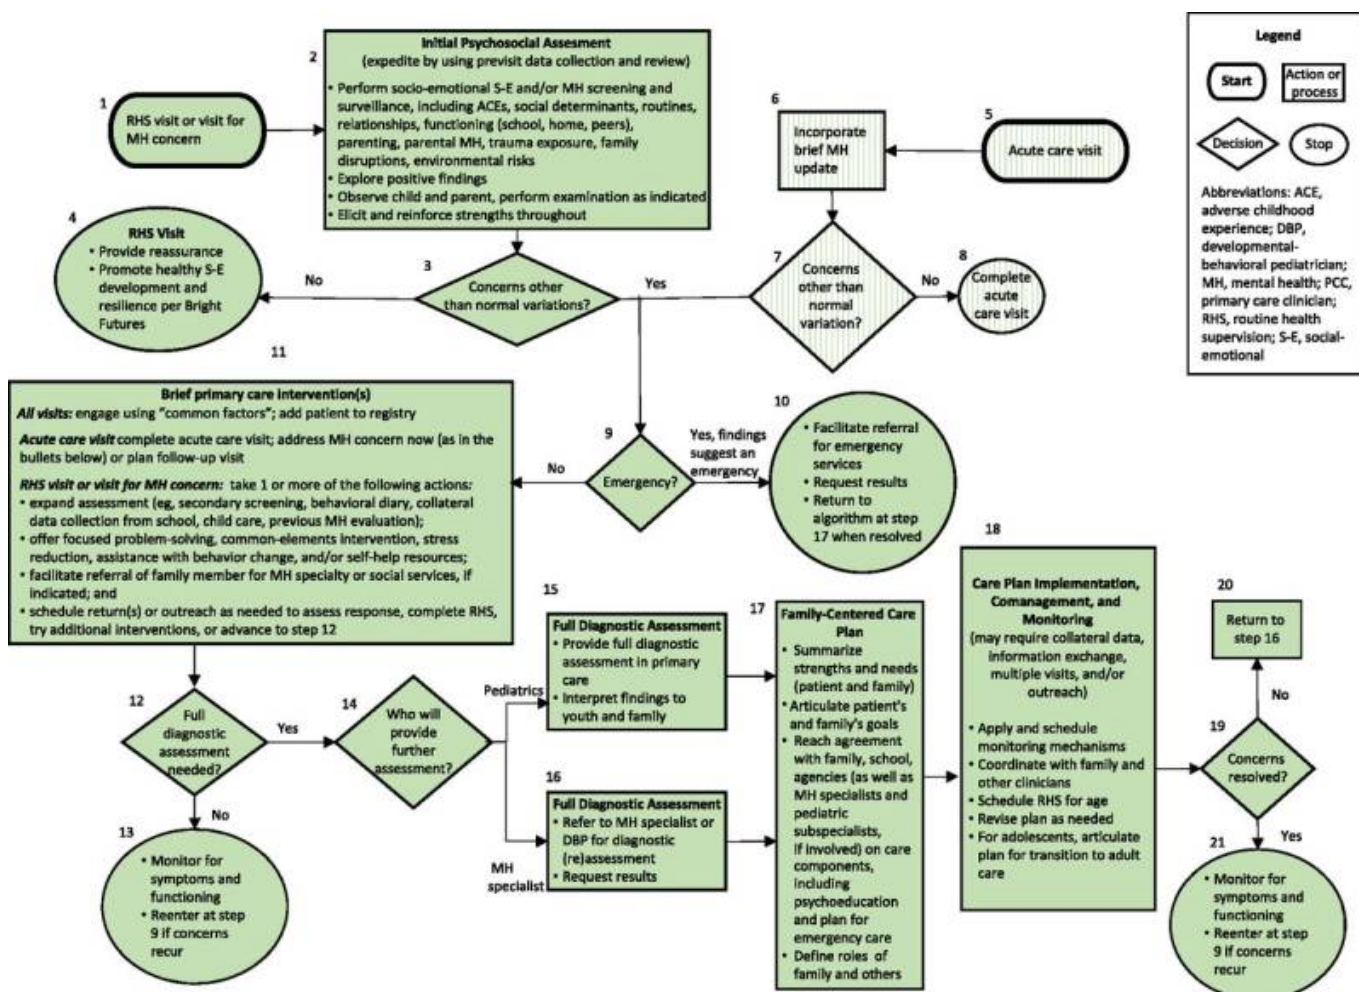 1
RHS visit or visit for
MH concern
2
Initial Psychosocial Assesment
(expedite by using previsit data collection and review)
• Perform socio-emotional S-E and/or MH screening and
surveillance, including ACEs, social determinants, routines,
relationships, functioning (school, home, peers),
parenting, parental MH, trauma exposure, family
disruptions, environmental risks
• Explore positive findings
• Observe child and parent, perform examination as indicated
• Elicit and reinforce strengths throughout
3
Concerns other
than normal variations?
No
Yes
4
RHS Visit
• Provide reassurance
• Promote healthy S-E
development and
resilience per Bright
Futures
5
Acute care visit
6
Incorporate
brief MH
update
7
Concerns
other than
normal
variation?
No
8
Complete
acute
care visit
Legend
Start
Action or
process
Decision
Stop
Abbreviations: ACE,
adverse childhood
experience; DBP,
developmental-
behavioral pediatrician;
MH, mental health; PCC,
primary care clinician;
RHS, routine health
supervision; S-E, social-
emotional
9
Emergency?
No
Yes, findings
suggest an
emergency
10
• Facilitate referral
for emergency
services
• Request results
• Return to
algorithm at step
17 when resolved
11
Brief primary care intervention(s)
All visits: engage using "common factors"; add patient to registry
Acute care visit complete acute care visit; address MH concern now (as in the
bullets below) or plan follow-up visit
RHS visit or visit for MH concern: take 1 or more of the following actions:
• expand assessment (eg, secondary screening, behavioral diary, collateral
data collection from school, child care, previous MH evaluation);
• offer focused problem-solving, common-elements intervention, stress
reduction, assistance with behavior change, and/or self-help resources;
• facilitate referral of family member for MH specialty or social services, if
indicated; and
• schedule return(s) or outreach as needed to assess response, complete RHS,
try additional interventions, or advance to step 12
12
Full
diagnostic
assessment
needed?
Yes
No
13
• Monitor for
symptoms and
functioning
• Reenter at step
9 if concerns
recur
14
Who will
provide
further
assessment?
Pediatrics
MH
specialist
15
Full Diagnostic Assessment
• Provide full diagnostic
assessment in primary
care
• Interpret findings to
youth and family
16
Full Diagnostic Assessment
• Refer to MH specialist or
DBP for diagnostic
(re)assessment
• Request results
17
Family-Centered Care
Plan
• Summarize
strengths and needs
(patient and family)
• Articulate patient's
and family's goals
• Reach agreement
with family, school,
agencies (as well as
MH specialists and
pediatric
subspecialists,
if involved) on care
components,
including
psychoeducation
and plan for
emergency care
• Define roles of
family and others
18
Care Plan Implementation,
Comanagement, and
Monitoring
(may require collateral data,
information exchange,
multiple visits, and/or
outreach)
• Apply and schedule
monitoring mechanisms
• Coordinate with family and
other clinicians
• Schedule RHS for age
• Revise plan as needed
• For adolescents, articulate
plan for transition to adult
care
19
Concerns
resolved?
No
Yes
20
Return to
step 16
21
• Monitor for
symptoms and
functioning
• Reenter at step
9 if concerns
recur